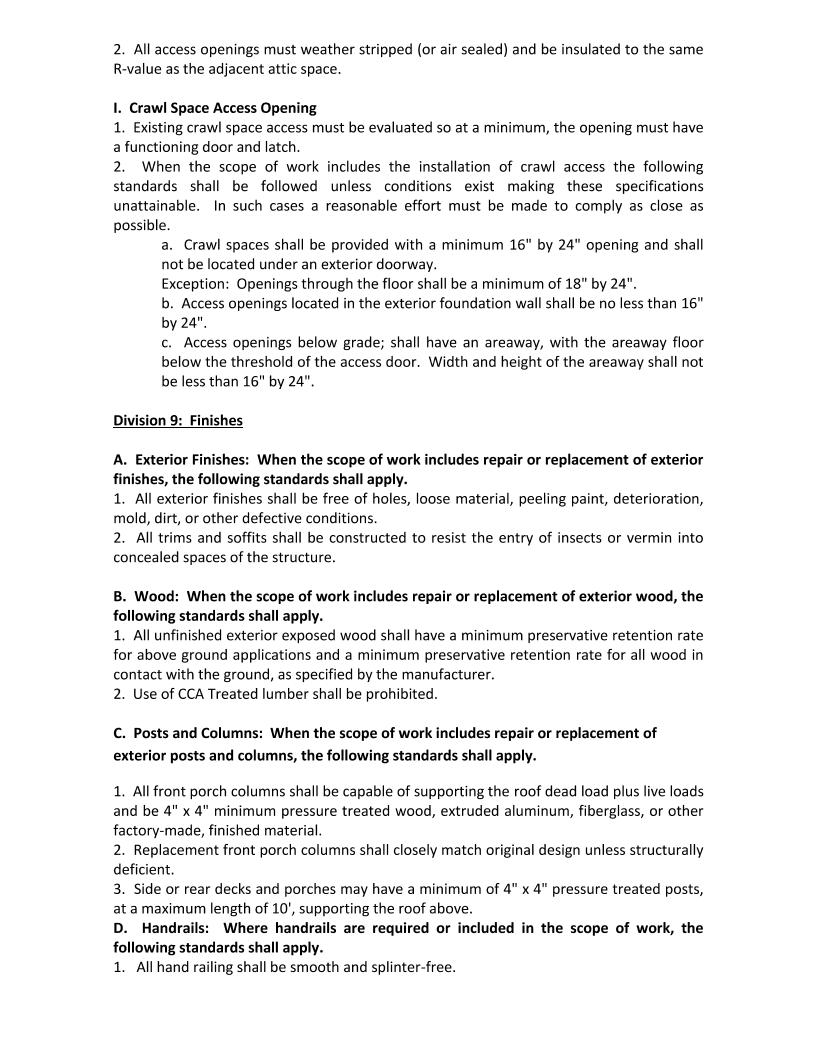 2.  All access openings must weather stripped (or air sealed) and be insulated to the same
R-value as the adjacent attic space.
I.  Crawl Space Access Opening
1.  Existing crawl space access must be evaluated so at a minimum, the opening must have
a functioning door and latch.
2.  When the scope of work includes the installation of crawl access the following
standards shall be followed unless conditions exist making these specifications
unattainable.  In such cases a reasonable effort must be made to comply as close as
possible.
a.  Crawl spaces shall be provided with a minimum 16" by 24" opening and shall
not be located under an exterior doorway.
Exception:  Openings through the floor shall be a minimum of 18" by 24".
b.  Access openings located in the exterior foundation wall shall be no less than 16"
by 24".
c.  Access openings below grade; shall have an areaway, with the areaway floor
below the threshold of the access door.  Width and height of the areaway shall not
be less than 16" by 24".
Division 9:  Finishes
A.  Exterior Finishes:  When the scope of work includes repair or replacement of exterior
finishes, the following standards shall apply.
1.  All exterior finishes shall be free of holes, loose material, peeling paint, deterioration,
mold, dirt, or other defective conditions.
2.  All trims and soffits shall be constructed to resist the entry of insects or vermin into
concealed spaces of the structure.
B.  Wood:  When the scope of work includes repair or replacement of exterior wood, the
following standards shall apply.
1.  All unfinished exterior exposed wood shall have a minimum preservative retention rate
for above ground applications and a minimum preservative retention rate for all wood in
contact with the ground, as specified by the manufacturer.
2.  Use of CCA Treated lumber shall be prohibited.
C.  Posts and Columns:  When the scope of work includes repair or replacement of
exterior posts and columns, the following standards shall apply.
1.  All front porch columns shall be capable of supporting the roof dead load plus live loads
and be 4" x 4" minimum pressure treated wood, extruded aluminum, fiberglass, or other
factory-made, finished material.
2.  Replacement front porch columns shall closely match original design unless structurally
deficient.
3.  Side or rear decks and porches may have a minimum of 4" x 4" pressure treated posts,
at a maximum length of 10', supporting the roof above.
D.  Handrails:  Where handrails are required or included in the scope of work, the
following standards shall apply.
1.  All hand railing shall be smooth and splinter-free.